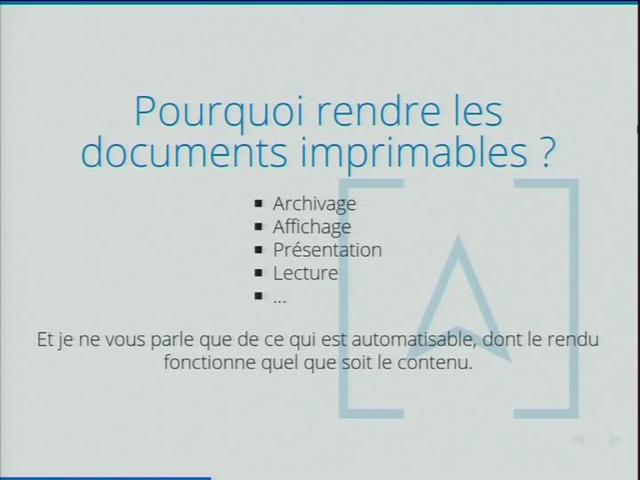 Pourquoi rendre les
documents imprimables ?
Archivage
Affichage
Présentation
Lecture
...
Et je ne vous parle que de ce qui est automatisable, dont le rendu
fonctionne quel que soit le contenu.